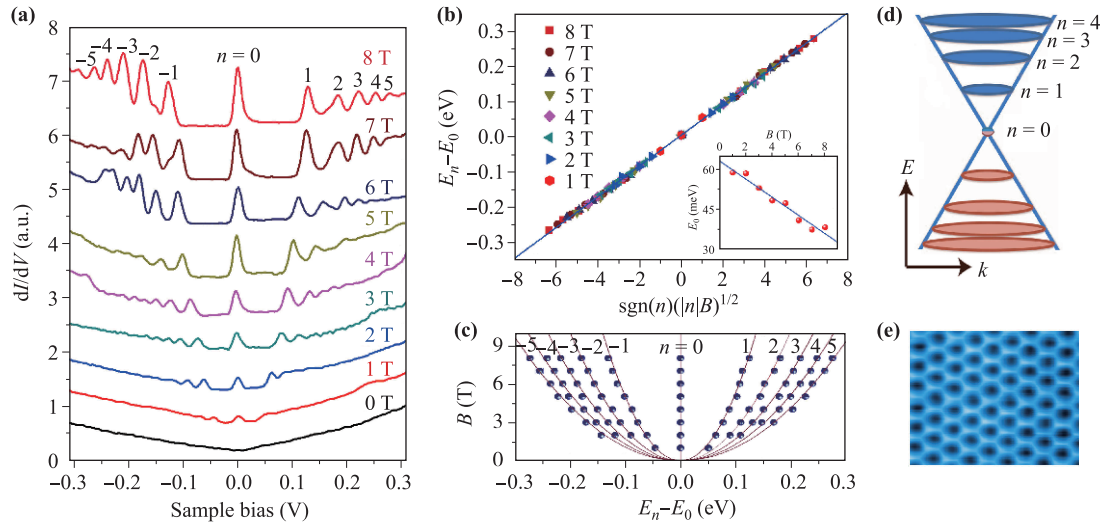 (a)
8
7
6
5
4
3
2
1
0
dI/dV (a.u.)
−5
−4
−3
−2
−1
n = 0
1
2
3
4
5
8 T
7 T
6 T
5 T
4 T
3 T
2 T
1 T
0 T
−0.3 −0.2 −0.1 0.0 0.1 0.2 0.3
Sample bias (V)
(b)
0.3
0.2
0.1
0.0
−0.1
−0.2
−0.3
En−E0 (eV)
8 T
7 T
6 T
5 T
4 T
3 T
2 T
1 T
B (T)
0 2 4 6 8
60
45
30
E0 (meV)
−8 −6 −4 −2 0 2 4 6 8
sgn(n)(|n|B)1/2
(c)
9
6
3
0
B (T)
−5 −4 −3 −2 −1 n = 0 1 2 3 4 5
−0.3 −0.2 −0.1 0.0 0.1 0.2 0.3
En−E0 (eV)
(d)
n = 4
n = 3
n = 2
n = 1
n = 0
E
k
(e)